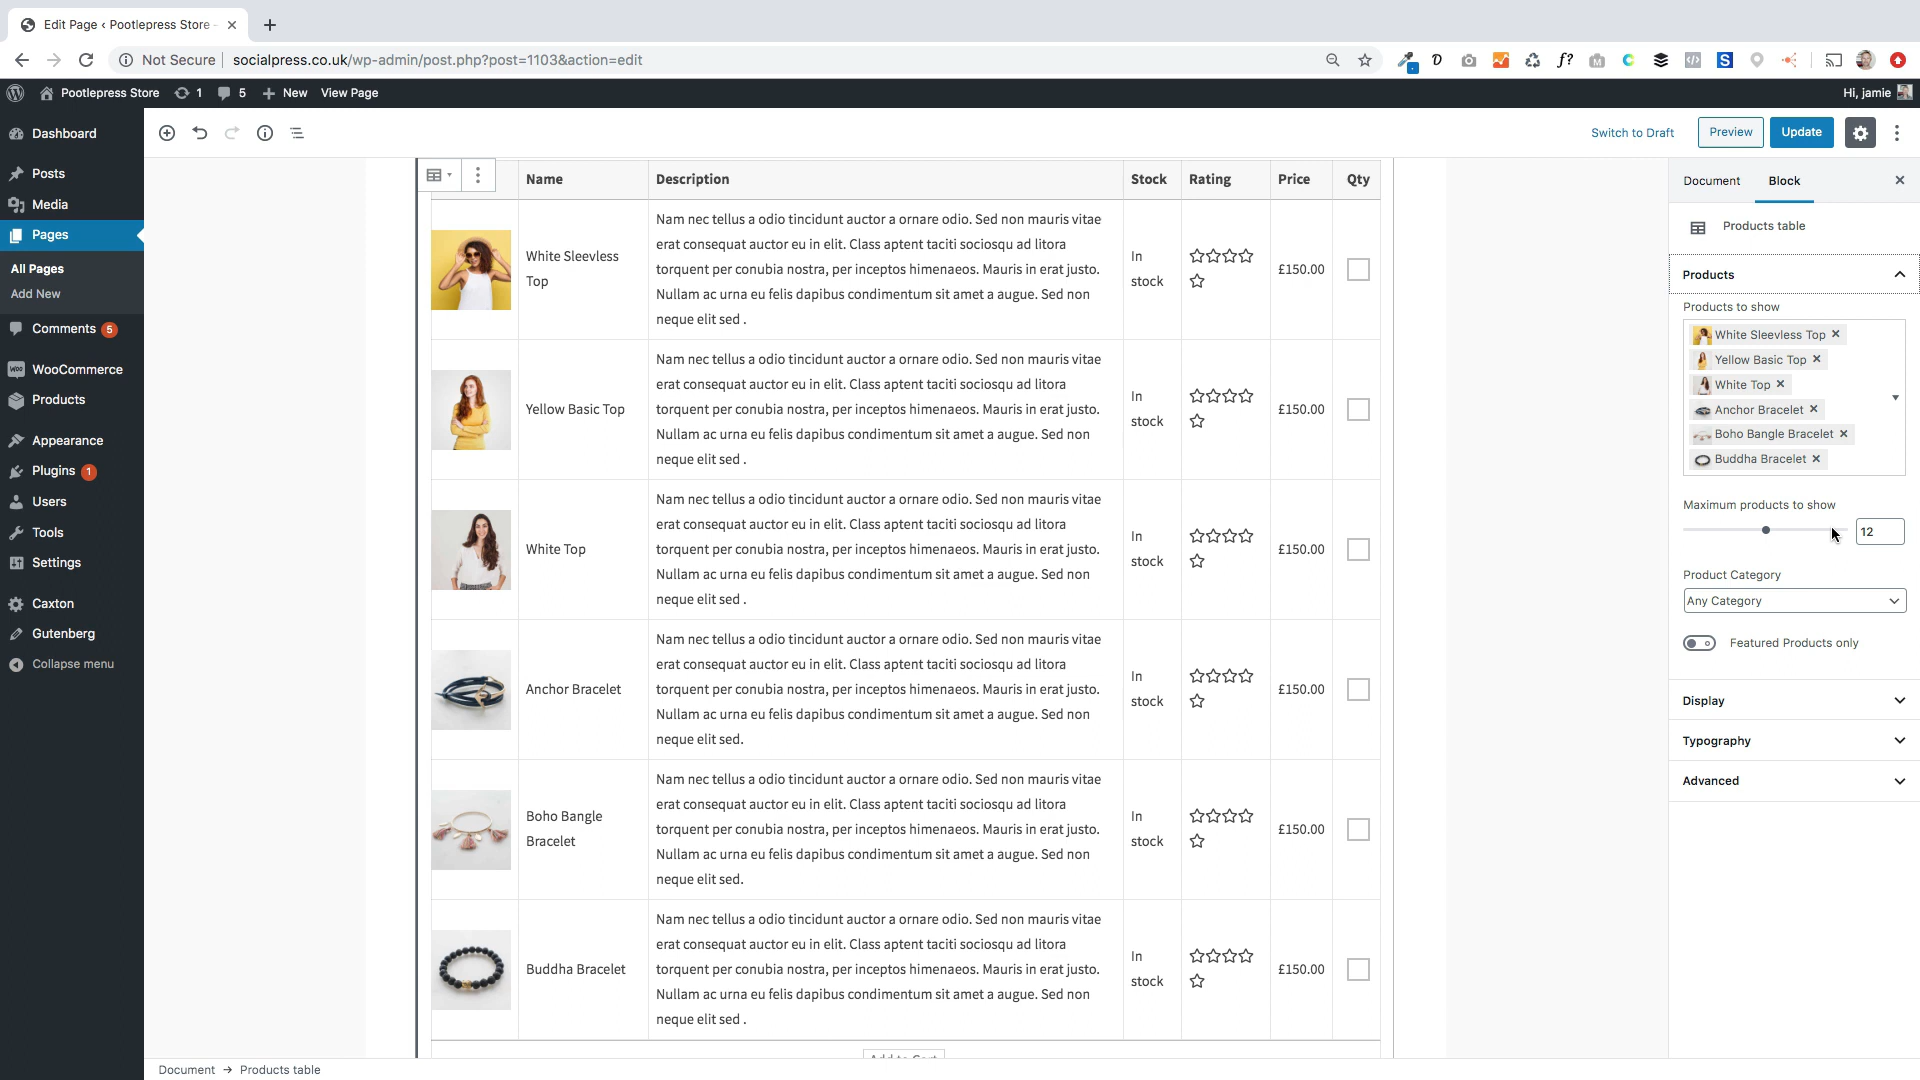 Edit Page ‹ Pootlepress Store -
Not Secure
socialpress.co.uk/wp-admin/post.php?post=1103&action=edit
Pootlepress Store
1
5
New
View Page
Hi, jamie
Dashboard
Posts
Media
Pages
All Pages
Add New
Comments 5
WooCommerce
Products
Appearance
Plugins 1
Users
Tools
Settings
Caxton
Gutenberg
Collapse menu
Switch to Draft
Preview
Update
Name
Description
Stock
Rating
Price
Qty
White Sleevless
Top
Nam nec tellus a odio tincidunt auctor a ornare odio. Sed non mauris vitae
erat consequat auctor eu in elit. Class aptent taciti sociosqu ad litora
torquent per conubia nostra, per inceptos himenaeos. Mauris in erat justo.
Nullam ac urna eu felis dapibus condimentum sit amet a augue. Sed non
neque elit sed .
In
stock
£150.00
Yellow Basic Top
Nam nec tellus a odio tincidunt auctor a ornare odio. Sed non mauris vitae
erat consequat auctor eu in elit. Class aptent taciti sociosqu ad litora
torquent per conubia nostra, per inceptos himenaeos. Mauris in erat justo.
Nullam ac urna eu felis dapibus condimentum sit amet a augue. Sed non
neque elit sed .
In
stock
£150.00
White Top
Nam nec tellus a odio tincidunt auctor a ornare odio. Sed non mauris vitae
erat consequat auctor eu in elit. Class aptent taciti sociosqu ad litora
torquent per conubia nostra, per inceptos himenaeos. Mauris in erat justo.
Nullam ac urna eu felis dapibus condimentum sit amet a augue. Sed non
neque elit sed .
In
stock
£150.00
Anchor Bracelet
Nam nec tellus a odio tincidunt auctor a ornare odio. Sed non mauris vitae
erat consequat auctor eu in elit. Class aptent taciti sociosqu ad litora
torquent per conubia nostra, per inceptos himenaeos. Mauris in erat justo.
Nullam ac urna eu felis dapibus condimentum sit amet a augue. Sed non
neque elit sed.
In
stock
£150.00
Boho Bangle
Bracelet
Nam nec tellus a odio tincidunt auctor a ornare odio. Sed non mauris vitae
erat consequat auctor eu in elit. Class aptent taciti sociosqu ad litora
torquent per conubia nostra, per inceptos himenaeos. Mauris in erat justo.
Nullam ac urna eu felis dapibus condimentum sit amet a augue. Sed non
neque elit sed.
In
stock
£150.00
Buddha Bracelet
Nam nec tellus a odio tincidunt auctor a ornare odio. Sed non mauris vitae
erat consequat auctor eu in elit. Class aptent taciti sociosqu ad litora
torquent per conubia nostra, per inceptos himenaeos. Mauris in erat justo.
Nullam ac urna eu felis dapibus condimentum sit amet a augue. Sed non
neque elit sed .
In
stock
£150.00
Add to Cart
Document
Block
Products table
Products
Products to show
White Sleevless Top
Yellow Basic Top
White Top
Anchor Bracelet
Boho Bangle Bracelet
Buddha Bracelet
Maximum products to show
12
Product Category
Any Category
Featured Products only
Display
Typography
Advanced
Document → Products table